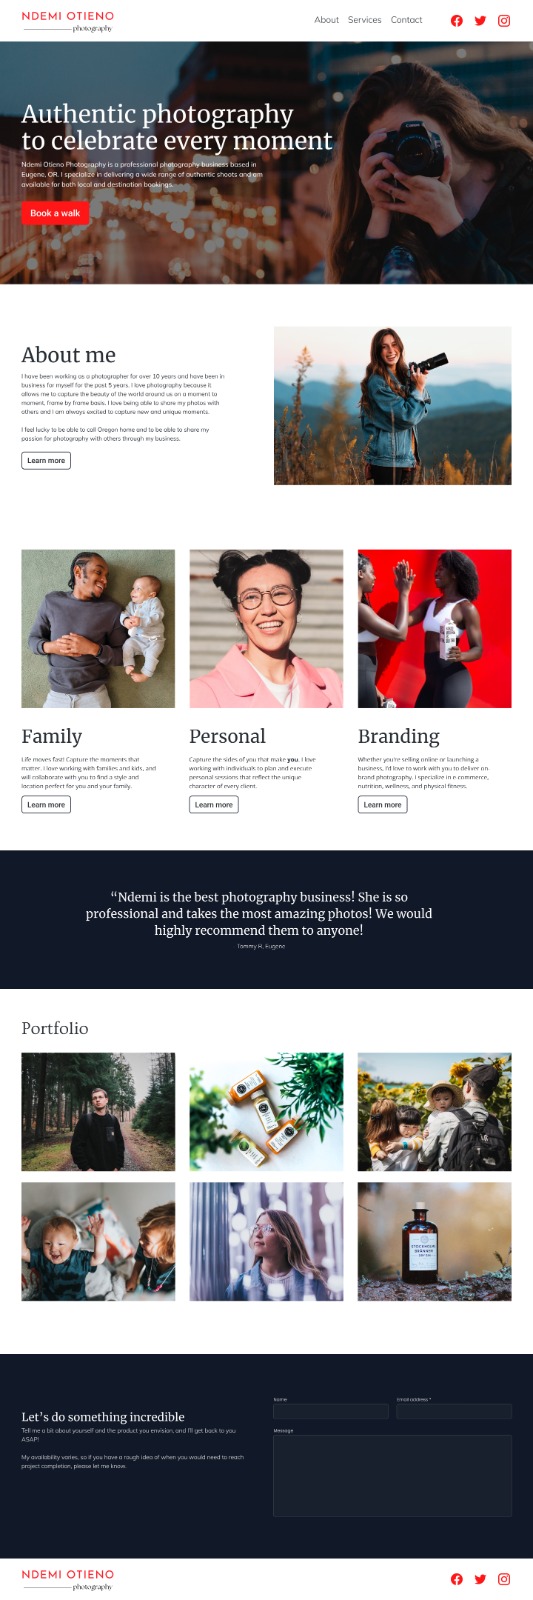 NDEMI OTIENO
photography
About Services Contact
Authentic photography
to celebrate every moment
Ndemi Otieno Photography is a professional photography business based in
Eugene, OR. I specialize in delivering a wide range of authentic shoots and am
available for both local and destination bookings.
Book a walk
About me
I have been working as a photographer for over 10 years and have been in
business for myself for the past 5 years. I love photography because it
allows me to capture the beauty of the world around us on a moment to
moment, frame by frame basis. I love being able to share my photos with
others and I am always excited to capture new and unique moments.
I feel lucky to be able to call Oregon home and to be able to share my
passion for photography with others through my business.
Learn more
Family
Life moves fast! Capture the moments that
matter. I love working with families and kids, and
will collaborate with you to find a style and
location perfect for you and your family.
Learn more
Personal
Capture the sides of you that make you. I love
working with individuals to plan and execute
personal sessions that reflect the unique
character of every client.
Learn more
Branding
Whether you're selling online or launching a
business, I'd love to work with you to deliver on-
brand photography. I specialize in e-commerce,
nutrition, wellness, and physical fitness.
Learn more
“Ndemi is the best photography business! She is so
professional and takes the most amazing photos! We would
highly recommend them to anyone!
Tammy R, Eugene
Portfolio
Let's do something incredible
Tell me a bit about yourself and the product you envision, and I'll get back to you
ASAP!
My availability varies, so if you have a rough idea of when you would need to reach
project completion, please let me know.
Name
Email address *
Message
NDEMI OTIENO
photography